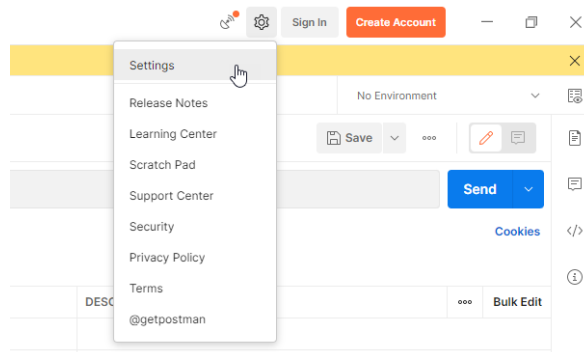 Sign In
Create Account
Settings
No Environment
Release Notes
Learning Center
Save
Scratch Pad
Send
Support Center
Security
Cookies
Privacy Policy
Terms
DESC
Bulk Edit
@getpostman